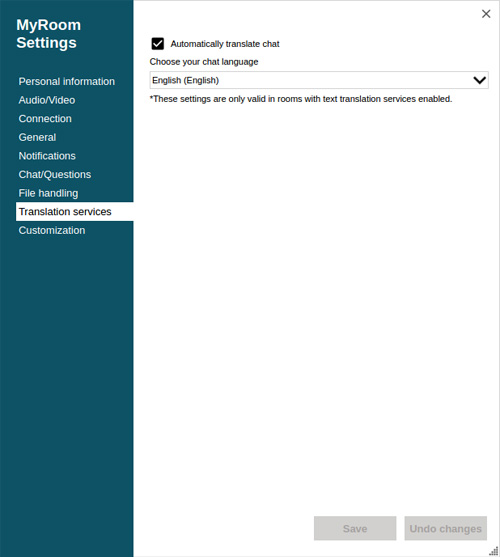 MyRoom
Settings
Personal information
Audio/Video
Connection
General
Notifications
Chat/Questions
File handling
Translation services
Customization
Automatically translate chat
Choose your chat language
English (English)
*These settings are only valid in rooms with text translation services enabled.
Save
Undo changes